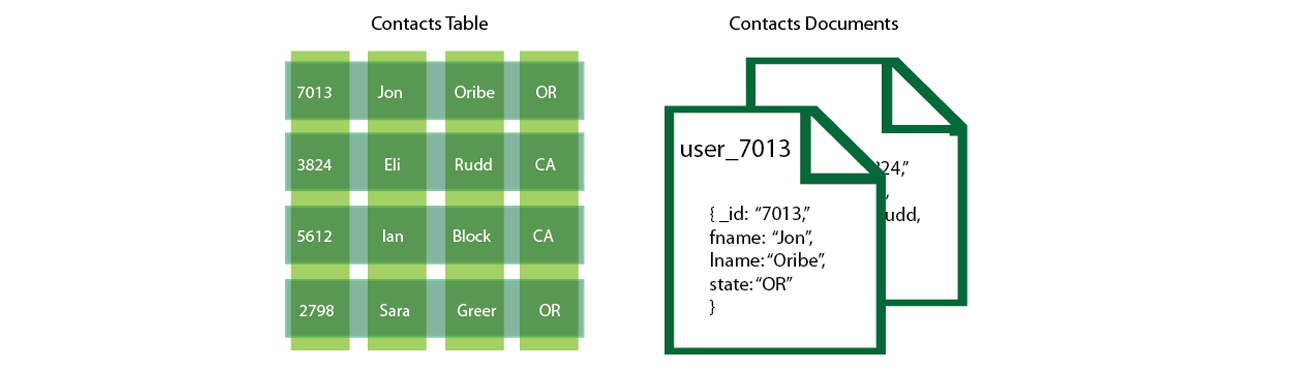 Contacts Table
7013 Jon Oribe OR
3824 Eli Rudd CA
5612 Ian Block CA
2798 Sara Greer OR
Contacts Documents
user_7013
{ _id: “7013,”
fname: “Jon”,
lname:“Oribe”,
state:“OR”
}
24,”
,
udd,